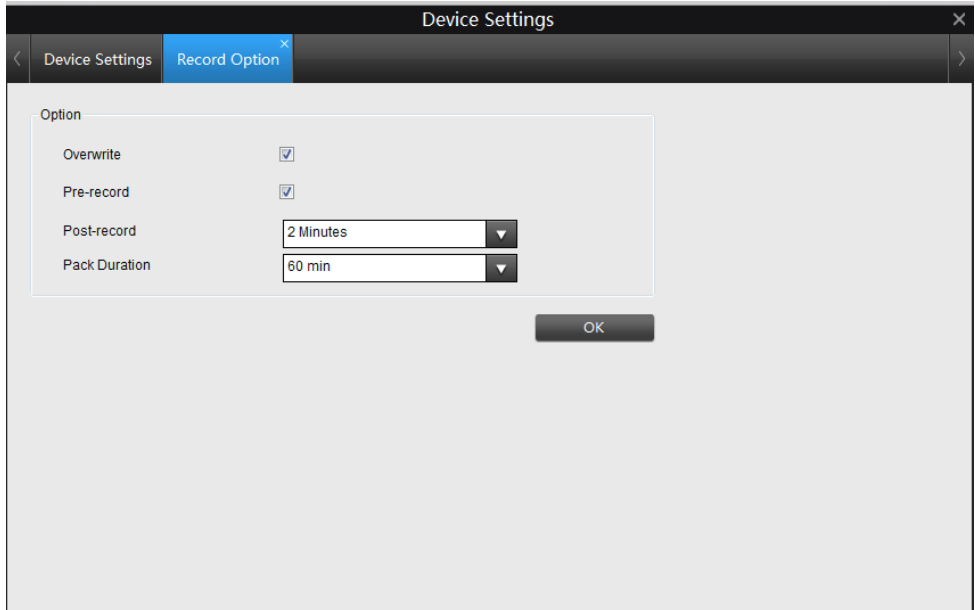 Device Settings
Device Settings
Record Option
Option
Overwrite
Pre-record
Post-record 2 Minutes
Pack Duration 60 min
OK